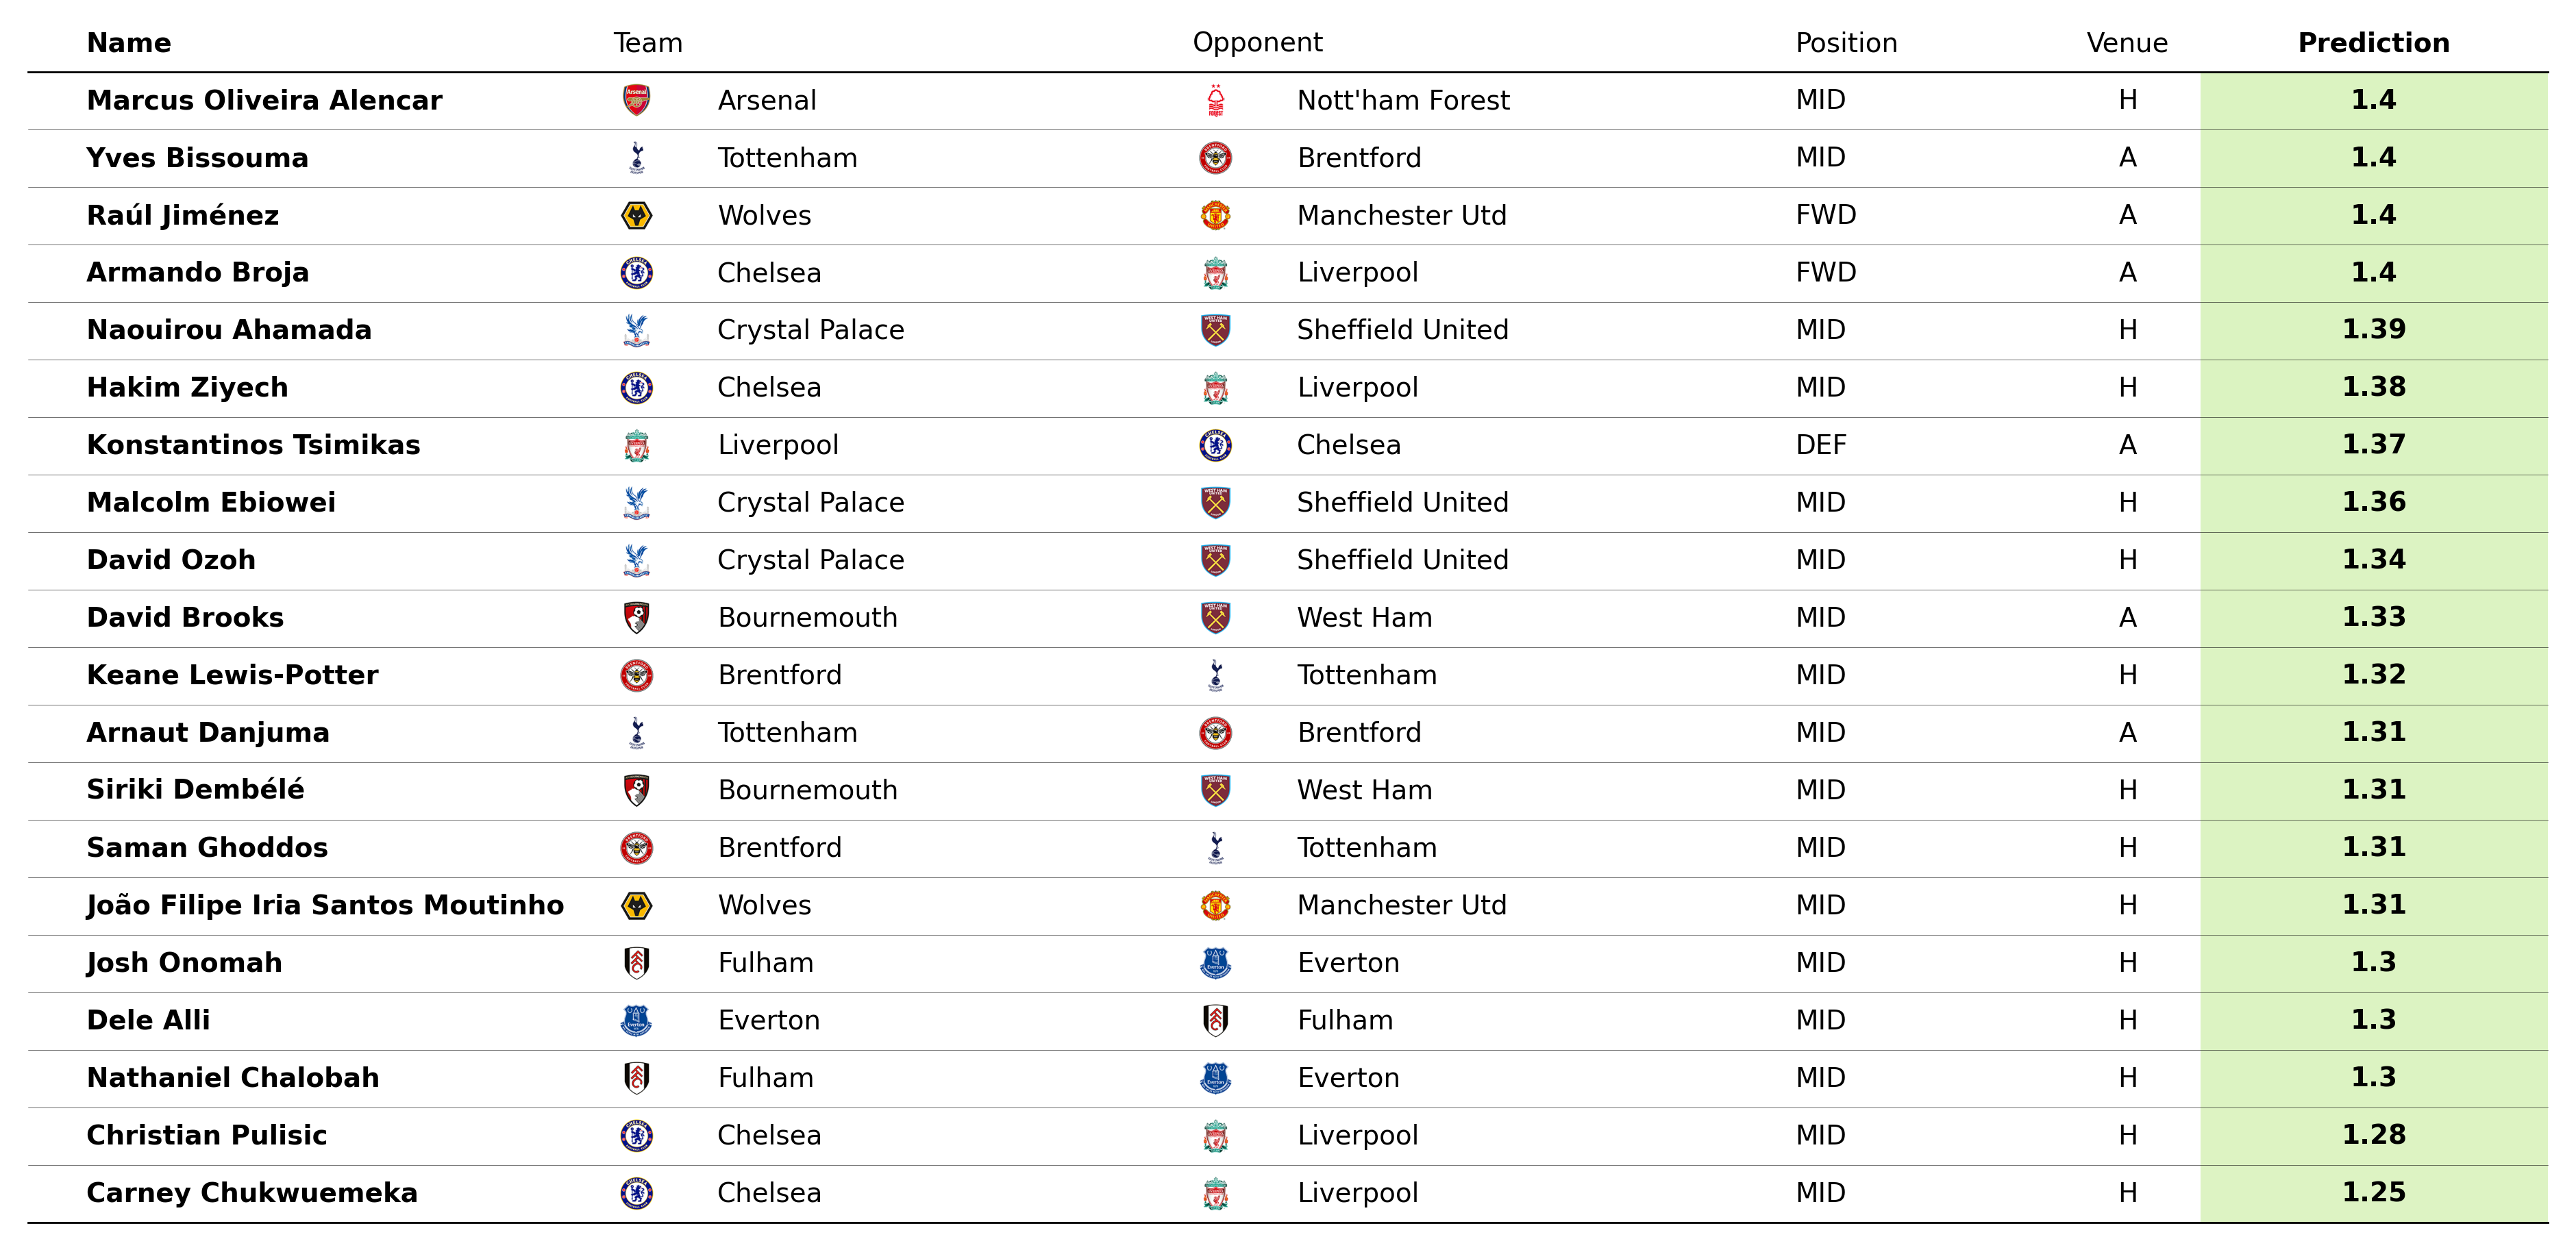 Name Team Opponent Position Venue Prediction
Marcus Oliveira Alencar Arsenal Nott'ham Forest MID H 1.4
Yves Bissouma Tottenham Brentford MID A 1.4
Raúl Jiménez Wolves Manchester Utd FWD A 1.4
Armando Broja Chelsea Liverpool FWD A 1.4
Naouirou Ahamada Crystal Palace Sheffield United MID H 1.39
Hakim Ziyech Chelsea Liverpool MID H 1.38
Konstantinos Tsimikas Liverpool Chelsea DEF A 1.37
Malcolm Ebiowei Crystal Palace Sheffield United MID H 1.36
David Ozoh Crystal Palace Sheffield United MID H 1.34
David Brooks Bournemouth West Ham MID A 1.33
Keane Lewis-Potter Brentford Tottenham MID H 1.32
Arnaut Danjuma Tottenham Brentford MID A 1.31
Siriki Dembélé Bournemouth West Ham MID H 1.31
Saman Ghoddos Brentford Tottenham MID H 1.31
João Filipe Iria Santos Moutinho Wolves Manchester Utd MID H 1.31
Josh Onomah Fulham Everton MID H 1.3
Dele Alli Everton Fulham MID H 1.3
Nathaniel Chalobah Fulham Everton MID H 1.3
Christian Pulisic Chelsea Liverpool MID H 1.28
Carney Chukwuemeka Chelsea Liverpool MID H 1.25